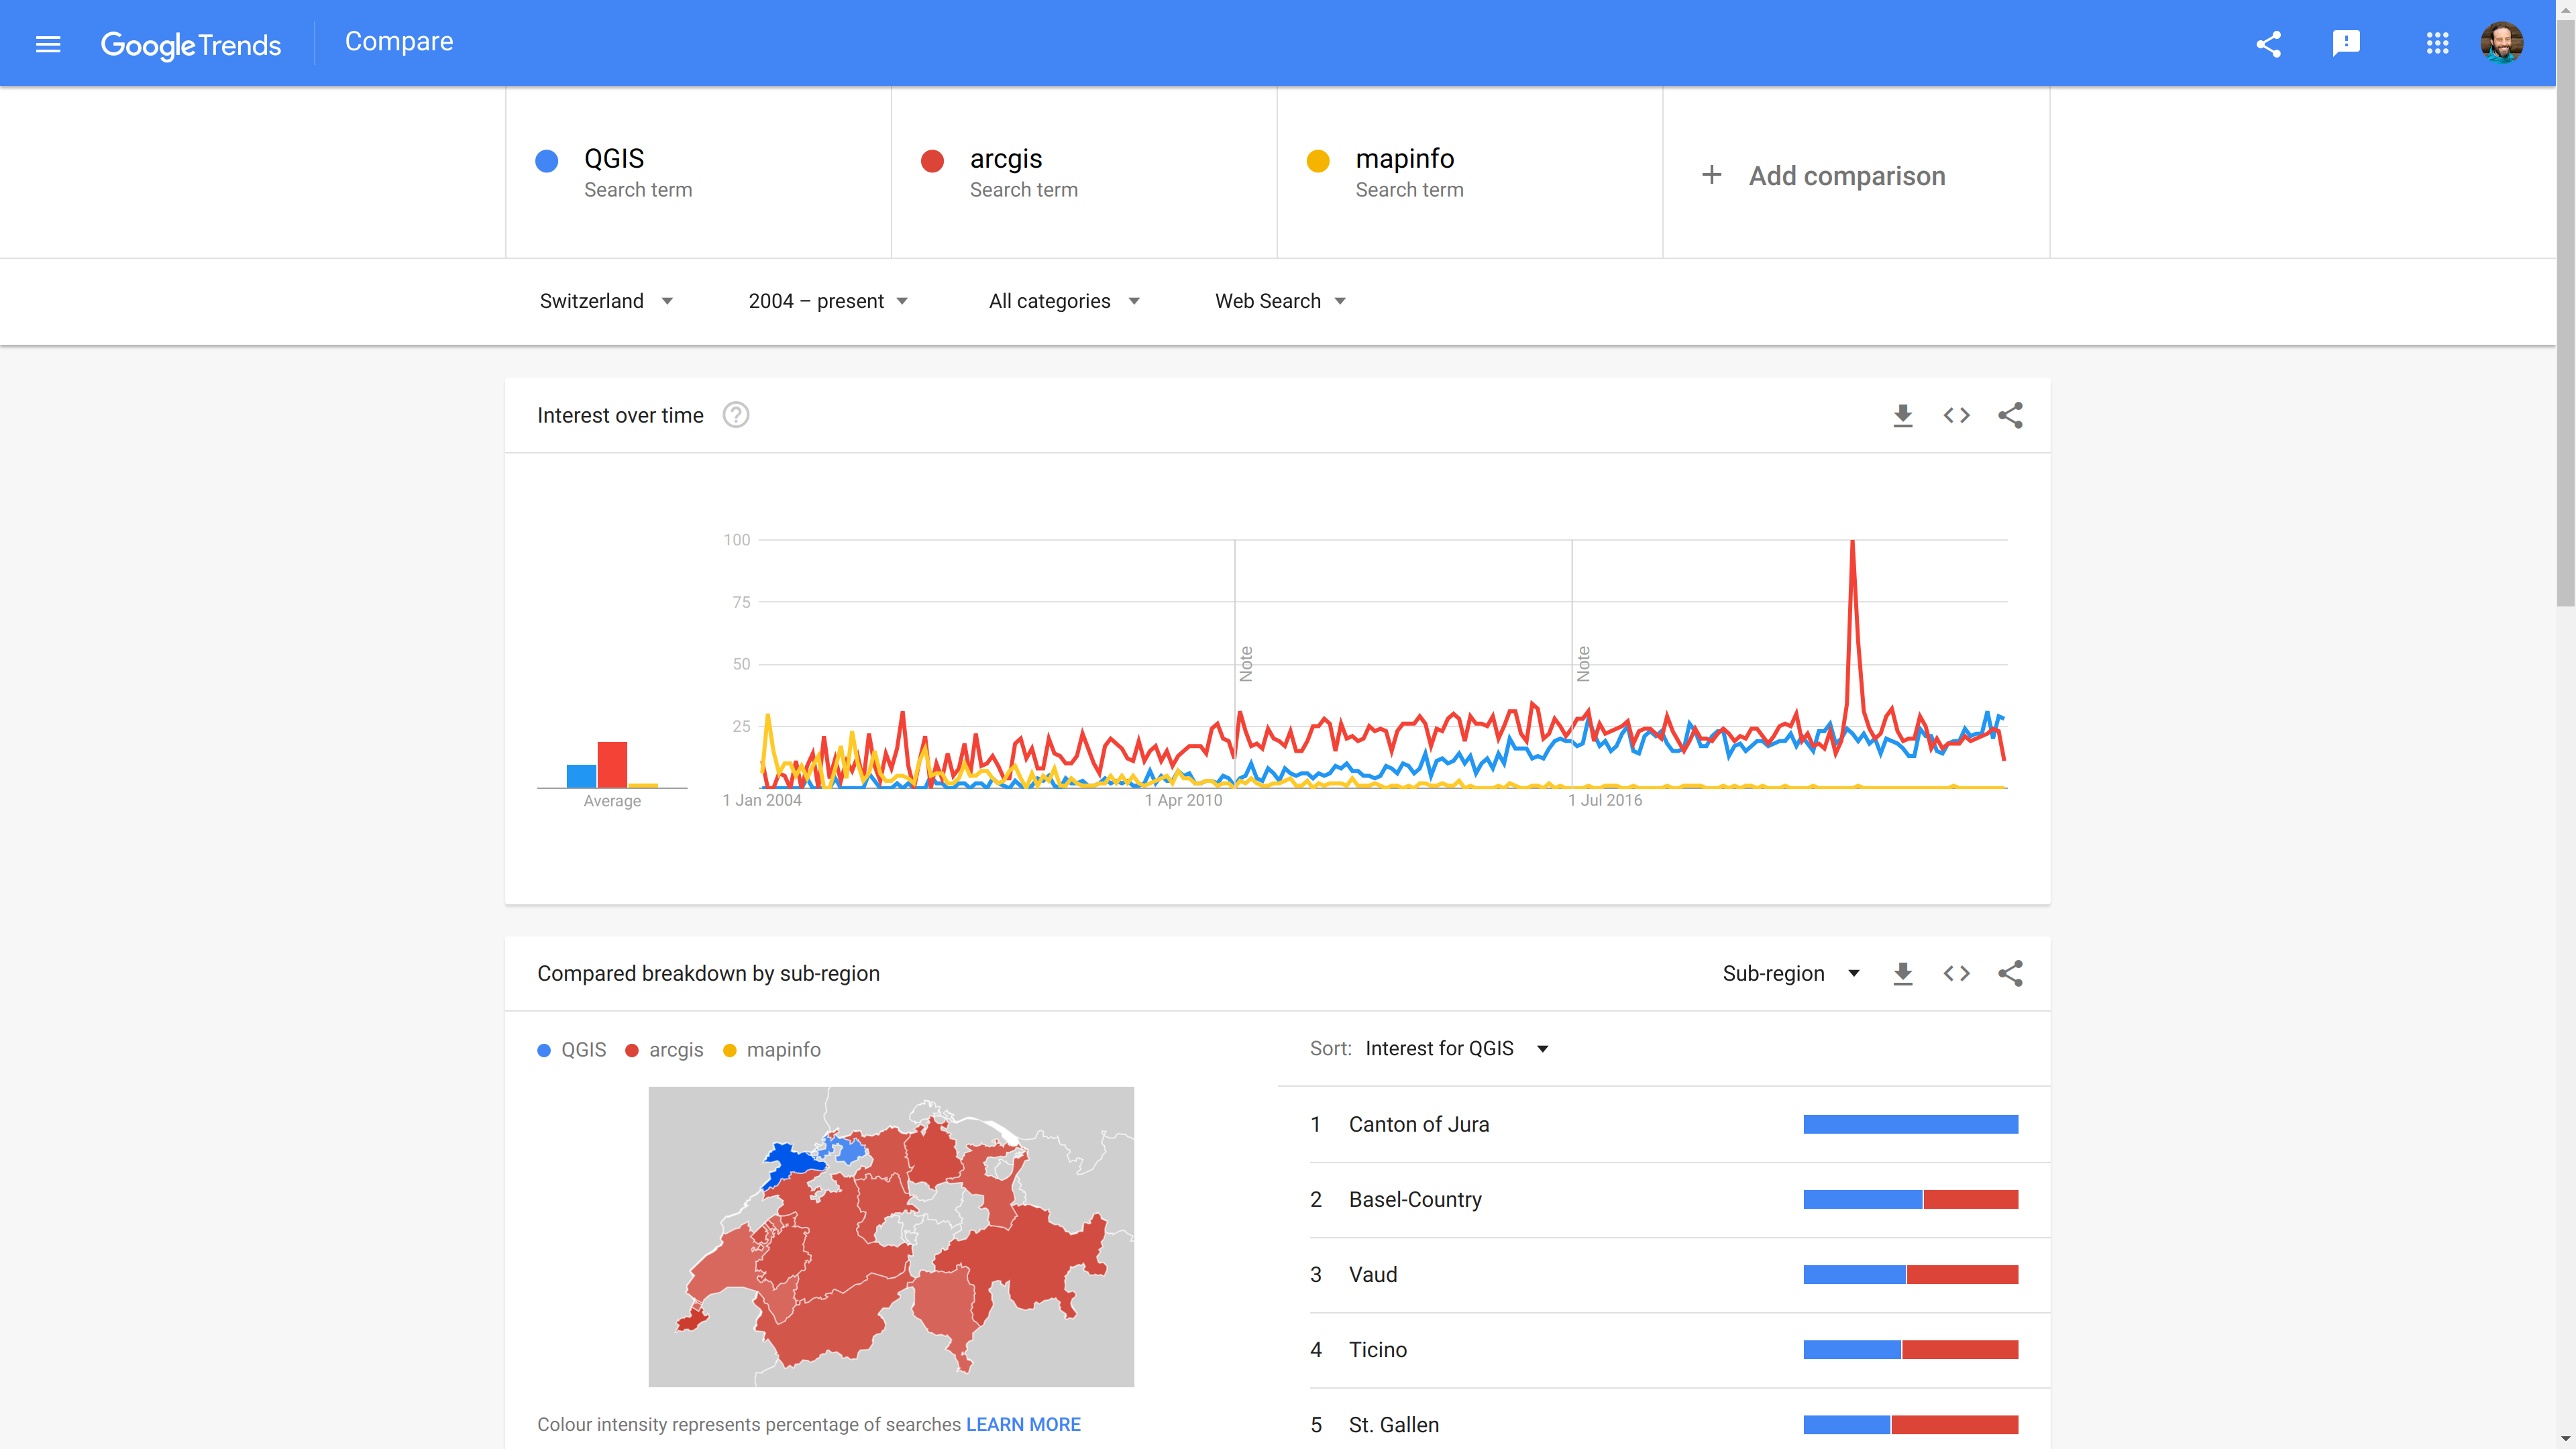 Google Trends Compare
QGIS
Search term
arcgis
Search term
mapinfo
Search term
+ Add comparison
Switzerland 2004 – present All categories Web Search
Interest over time ?
100
75
50
25
Note
Note
Average
1 Jan 2004 1 Apr 2010 1 Jul 2016
Compared breakdown by sub-region Sub-region
QGIS arcgis mapinfo
Sort: Interest for QGIS
1 Canton of Jura
2 Basel-Country
3 Vaud
4 Ticino
5 St. Gallen
Colour intensity represents percentage of searches LEARN MORE